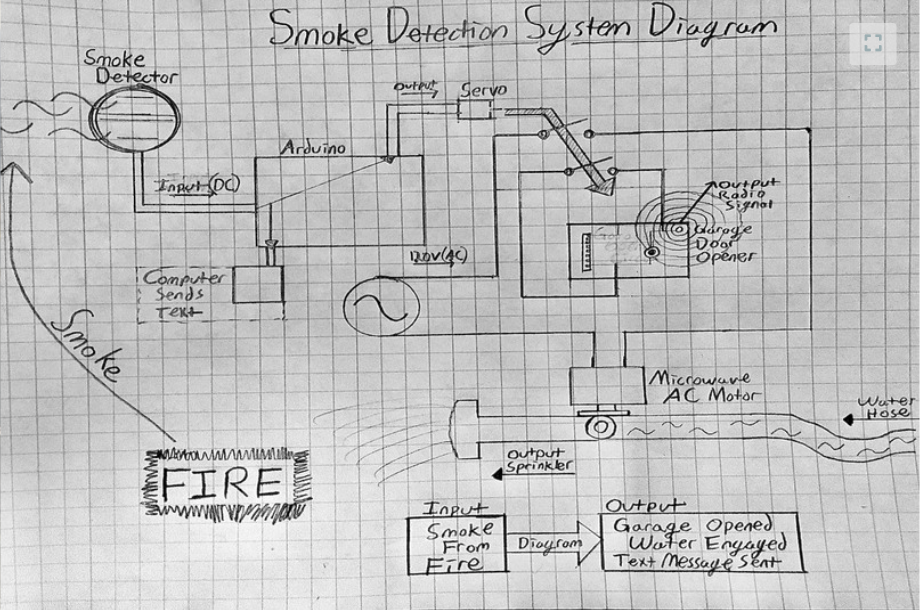 Smoke Detection System Diagram
Smoke
Detector
Output
Servo
Arduino
Input (DC)
Output
Radio
Signal
Garage
Door
Opener
120V(AC)
Computer
Sends
Text
Smoke
Microwave
AC Motor
Water
Hose
Output
Sprinkler
FIRE
Input
Smoke
From
Fire
Diagram
Output
Garage Opened
Water Engaged
Text Message Sent